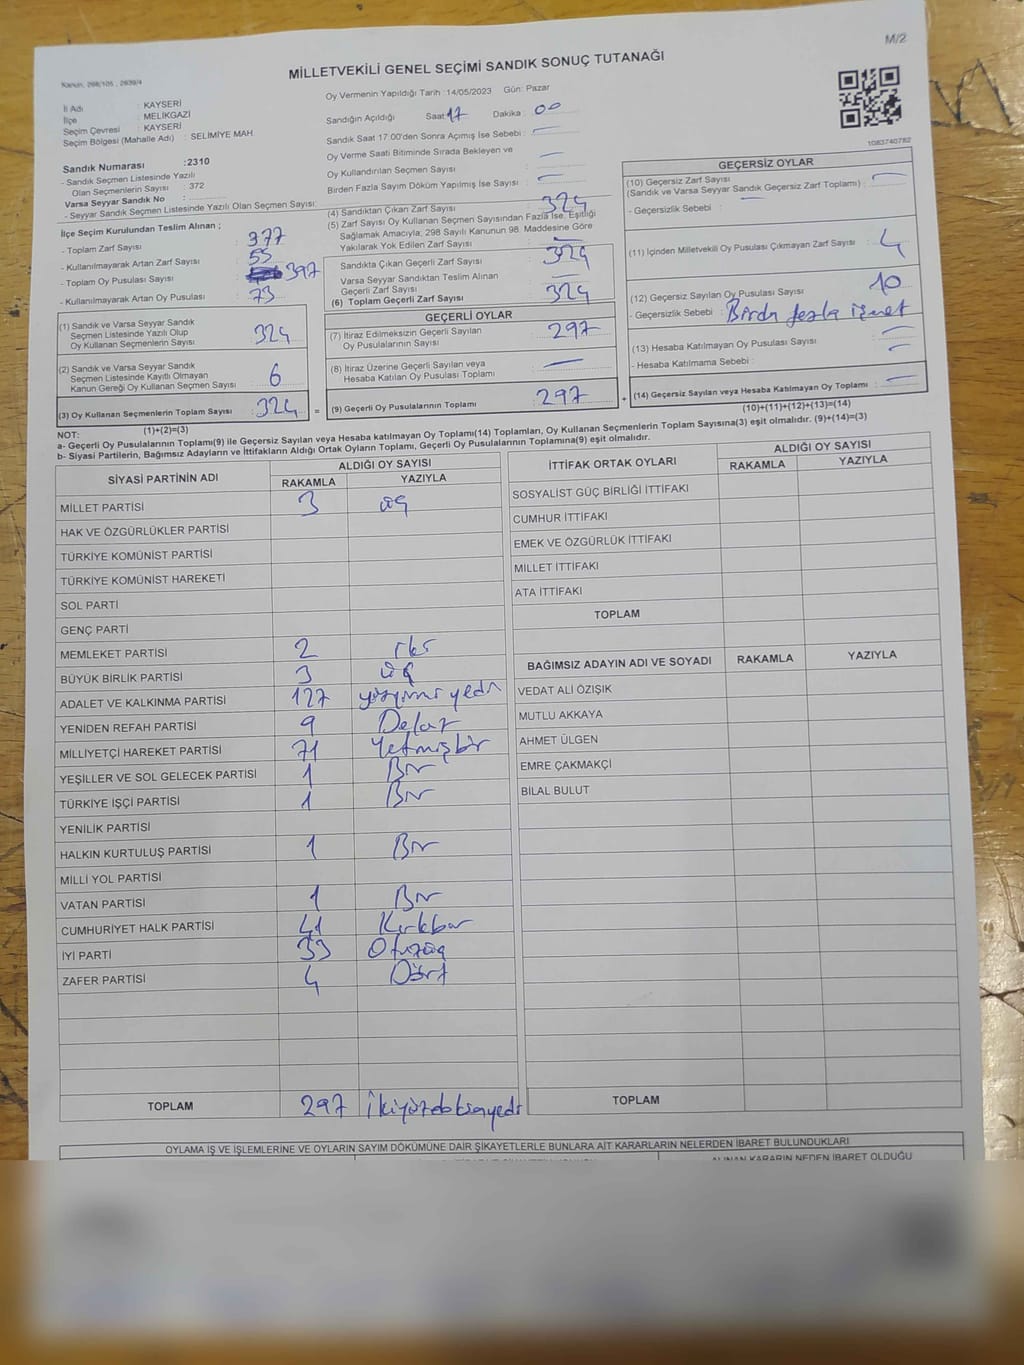 M/2
MİLLETVEKİLİ GENEL SEÇİMİ SANDIK SONUÇ TUTANAĞI
Kanun, 298/105 , 2839/4
İl Adı : KAYSERİ
İlçe : MELİKGAZİ
Seçim Çevresi : KAYSERİ
Seçim Bölgesi (Mahalle Adı) : SELİMİYE MAH.
Sandık Numarası :2310
- Sandık Seçmen Listesinde Yazılı
Olan Seçmenlerin Sayısı : 372
Varsa Seyyar Sandık No :
- Seyyar Sandık Seçmen Listesinde Yazılı Olan Seçmen Sayısı:
Oy Vermenin Yapıldığı Tarih :14/05/2023 Gün: Pazar
Sandığın Açıldığı Saat: 17 Dakika : 00
Sandık Saat 17:00'den Sonra Açımış İse Sebebi : —
Oy Verme Saati Bitiminde Sırada Bekleyen ve
Oy Kullandırılan Seçmen Sayısı —
Birden Fazla Sayım Döküm Yapılmış İse Sayısı : —
1083740782
İlçe Seçim Kurulundan Teslim Alınan ;
- Toplam Zarf Sayısı : 377
- Kullanılmayarak Artan Zarf Sayısı : 55
- Toplam Oy Pusulası Sayısı : 397
- Kullanılmayarak Artan Oy Pusulası : 73
(1) Sandık ve Varsa Seyyar Sandık
Seçmen Listesinde Yazılı Olup
Oy Kullanan Seçmenlerin Sayısı : 324
(2) Sandık ve Varsa Seyyar Sandık
Seçmen Listesinde Kayıtlı Olmayan
Kanun Gereği Oy Kullanan Seçmen Sayısı : 6
(3) Oy Kullanan Seçmenlerin Toplam Sayısı : 324
(1)+(2)=(3)
(4) Sandıktan Çıkan Zarf Sayısı : 324
(5) Zarf Sayısı Oy Kullanan Seçmen Sayısından Fazla İse, Eşitliği
Sağlamak Amacıyla, 298 Sayılı Kanunun 98. Maddesine Göre
Yakılarak Yok Edilen Zarf Sayısı : —
Sandıkta Çıkan Geçerli Zarf Sayısı : 324
Varsa Seyyar Sandıktan Teslim Alınan
Geçerli Zarf Sayısı : —
(6) Toplam Geçerli Zarf Sayısı : 324
GEÇERLİ OYLAR
(7) İtiraz Edilmeksizin Geçerli Sayılan
Oy Pusulalarının Sayısı : 297
(8) İtiraz Üzerine Geçerli Sayılan veya
Hesaba Katılan Oy Pusulası Toplamı : —
= (9) Geçerli Oy Pusulalarının Toplamı : 297 +
GEÇERSİZ OYLAR
(10) Geçersiz Zarf Sayısı : —
(Sandık ve Varsa Seyyar Sandık Geçersiz Zarf Toplamı)
- Geçersizlik Sebebi : —
(11) İçinden Milletvekili Oy Pusulası Çıkmayan Zarf Sayısı : 4
(12) Geçersiz Sayılan Oy Pusulası Sayısı : 10
- Geçersizlik Sebebi : Birden fazla
(13) Hesaba Katılmayan Oy Pusulası Sayısı : —
- Hesaba Katılmama Sebebi : —
(14) Geçersiz Sayılan veya Hesaba Katılmayan Oy Toplamı : —
(10)+(11)+(12)+(13)=(14)
NOT:
a- Geçerli Oy Pusulalarının Toplamı(9) ile Geçersiz Sayılan veya Hesaba katılmayan Oy Toplamı(14) Toplamları, Oy Kullanan Seçmenlerin Toplam Sayısına(3) eşit olmalıdır. (9)+(14)=(3)
b- Siyasi Partilerin, Bağımsız Adayların ve İttifakların Aldığı Ortak Oyların Toplamı, Geçerli Oy Pusulalarının Toplamına(9) eşit olmalıdır.
SİYASİ PARTİNİN ADI ALDIĞI OY SAYISI
RAKAMLA YAZIYLA
MİLLET PARTİSİ 3 üç
HAK VE ÖZGÜRLÜKLER PARTİSİ
TÜRKİYE KOMÜNİST PARTİSİ
TÜRKİYE KOMÜNİST HAREKETİ
SOL PARTİ
GENÇ PARTİ
MEMLEKET PARTİSİ 2 iki
BÜYÜK BİRLİK PARTİSİ 3 üç
ADALET VE KALKINMA PARTİSİ 127 yüzyirmi yedi
YENİDEN REFAH PARTİSİ 9 Dokuz
MİLLİYETÇİ HAREKET PARTİSİ 71 Yetmişbir
YEŞİLLER VE SOL GELECEK PARTİSİ 1 Bir
TÜRKİYE İŞÇİ PARTİSİ 1 Bir
YENİLİK PARTİSİ
HALKIN KURTULUŞ PARTİSİ 1 Bir
MİLLİ YOL PARTİSİ
VATAN PARTİSİ 1 Bir
CUMHURİYET HALK PARTİSİ 41 Kırkbir
İYİ PARTİ 33 Otuzüç
ZAFER PARTİSİ 4 Dört
TOPLAM 297 ikiyüzdoksanyedi
İTTİFAK ORTAK OYLARI ALDIĞI OY SAYISI
RAKAMLA YAZIYLA
SOSYALİST GÜÇ BİRLİĞİ İTTİFAKI
CUMHUR İTTİFAKI
EMEK VE ÖZGÜRLÜK İTTİFAKI
MİLLET İTTİFAKI
ATA İTTİFAKI
TOPLAM
BAĞIMSIZ ADAYIN ADI VE SOYADI RAKAMLA YAZIYLA
VEDAT ALİ ÖZIŞIK
MUTLU AKKAYA
AHMET ÜLGEN
EMRE ÇAKMAKÇİ
BİLAL BULUT
TOPLAM
OYLAMA İŞ VE İŞLEMLERİNE VE OYLARIN SAYIM DÖKÜMÜNE DAİR ŞİKAYETLERLE BUNLARA AİT KARARLARIN NELERDEN İBARET BULUNDUKLARI
ALINAN KARARIN NEDEN İBARET OLDUĞU